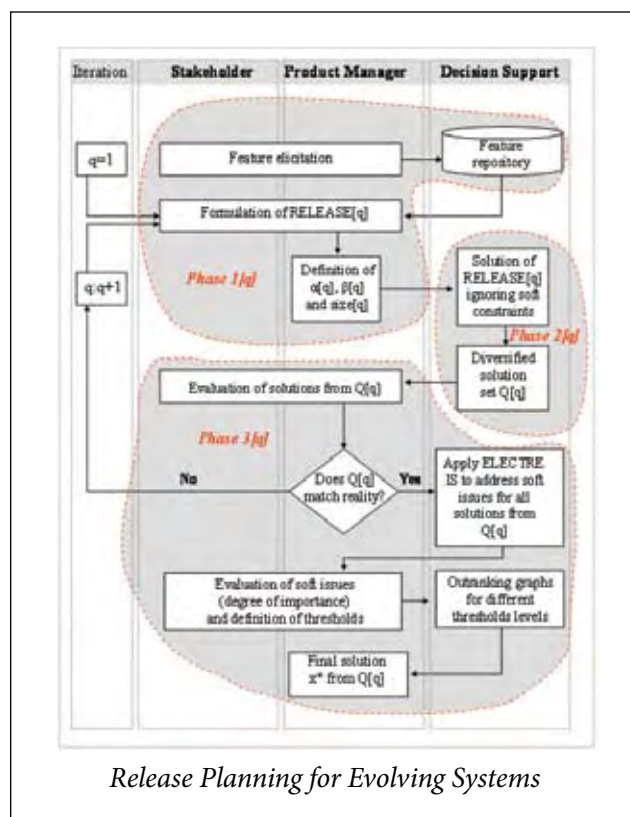 Iteration
Stakeholder
Product Manager
Decision Support
q=1
Feature elicitation
Feature
repository
Formulation of RELEASE[q]
q:q+1
Phase 1[q]
Definition of
α[q], β[q]
and size[q]
Solution of
RELEASE[q]
ignoring soft
constraints
Phase 2[q]
Diversified
solution
set Q[q]
Evaluation of solutions from Q[q]
Phase 3[q]
No
Does Q[q]
match reality?
Yes
Apply ELECTRE
IS to address soft
issues for all
solutions from
Q[q]
Evaluation of soft issues
(degree of importance)
and definition of thresholds
Outranking graphs
for different
thresholds levels
Final solution
x* from Q[q]
Release Planning for Evolving Systems